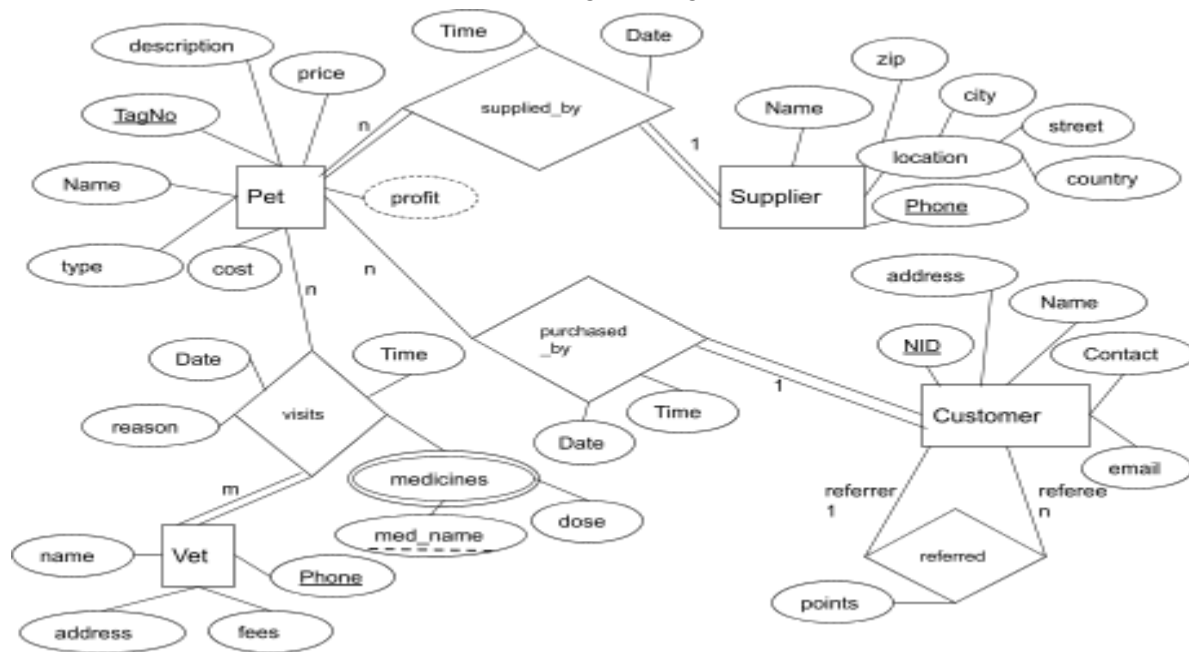 description
price
Time
Date
zip
Name
city
TagNo
supplied_by
n
1
street
location
country
Name
Pet
profit
Supplier
Phone
type
cost
n
n
address
Name
NID
Contact
Date
Time
purchased
_by
1
Time
Customer
reason
visits
Date
email
medicines
m
referrer
1
referee
n
name
Vet
med_name
dose
referred
Phone
points
address
fees